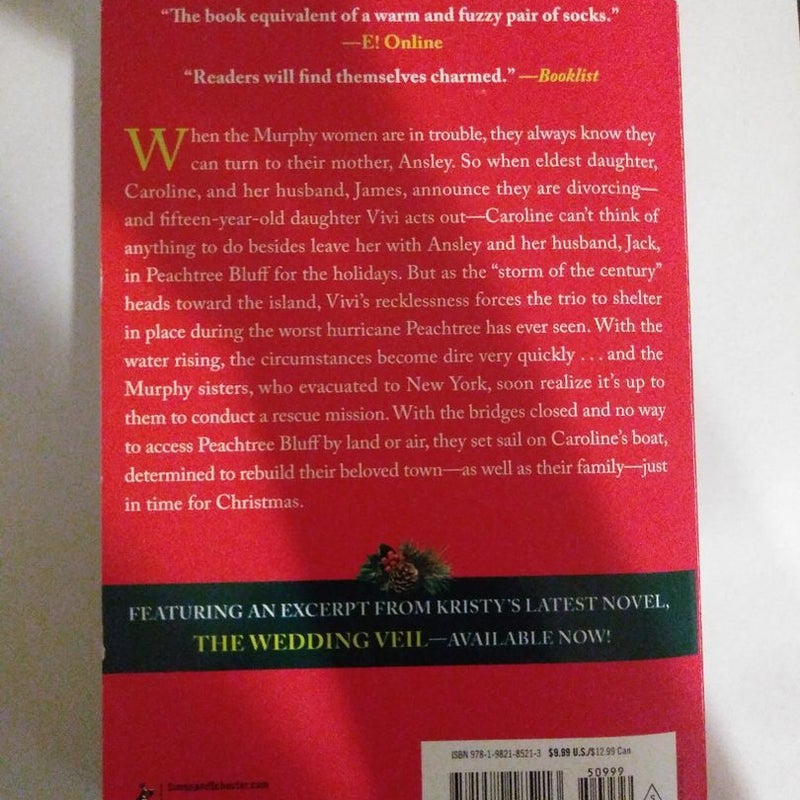 “The book equivalent of a warm and fuzzy pair of socks.”
—E! Online
“Readers will find themselves charmed.” —Booklist
When the Murphy women are in trouble, they always know they
can turn to their mother, Ansley. So when eldest daughter,
Caroline, and her husband, James, announce they are divorcing—
and fifteen-year-old daughter Vivi acts out—Caroline can’t think of
anything to do besides leave her with Ansley and her husband, Jack,
in Peachtree Bluff for the holidays. But as the “storm of the century”
heads toward the island, Vivi’s recklessness forces the trio to shelter
in place during the worst hurricane Peachtree has ever seen. With the
water rising, the circumstances become dire very quickly . . . and the
Murphy sisters, who evacuated to New York, soon realize it’s up to
them to conduct a rescue mission. With the bridges closed and no way
to access Peachtree Bluff by land or air, they set sail on Caroline’s boat,
determined to rebuild their beloved town—as well as their family—just
in time for Christmas.
FEATURING AN EXCERPT FROM KRISTY’S LATEST NOVEL,
THE WEDDING VEIL—AVAILABLE NOW!
ISBN 978-1-9821-8521-3 $9.99 U.S./$12.99 Can
50999
SimonandSchuster.com
S